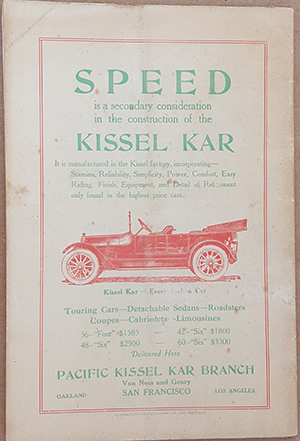 SPEED
is a secondary consideration
in the construction of the
KISSEL KAR
It is manufactured in the Kissel factory, incorporating—
Stamina, Reliability, Simplicity, Power, Comfort, Easy
Riding, Finish, Equipment, and Detail of Refinement
only found in the highest price cars.
Kissel Kar—Every Car
Touring Cars—Detachable Sedans—Roadsters
Coupes—Cabriolets—Limousines
36-"Four" $1585 — 42-"Six" $1800
48-"Six" $2500 — 60-"Six" $3300
Delivered Here
PACIFIC KISSEL KAR BRANCH
Van Ness and Geary
OAKLAND SAN FRANCISCO LOS ANGELES